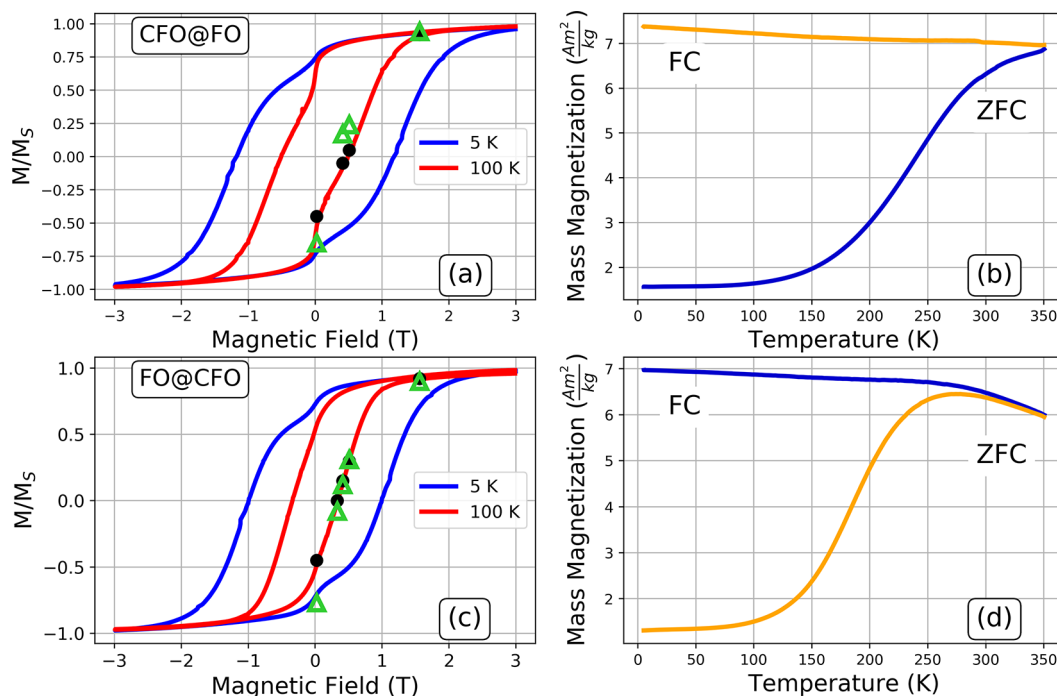 CFO@FO
1.00
0.75
0.50
0.25
0.00
−0.25
−0.50
−0.75
−1.00
M/M_S
5 K
100 K
(a)
−3 −2 −1 0 1 2 3
Magnetic Field (T)
7
6
5
4
3
2
Mass Magnetization (Am²/kg)
FC
ZFC
(b)
0 50 100 150 200 250 300 350
Temperature (K)
FO@CFO
1.0
0.5
0.0
−0.5
−1.0
M/M_S
5 K
100 K
(c)
−3 −2 −1 0 1 2 3
Magnetic Field (T)
7
6
5
4
3
2
Mass Magnetization (Am²/kg)
FC
ZFC
(d)
0 50 100 150 200 250 300 350
Temperature (K)